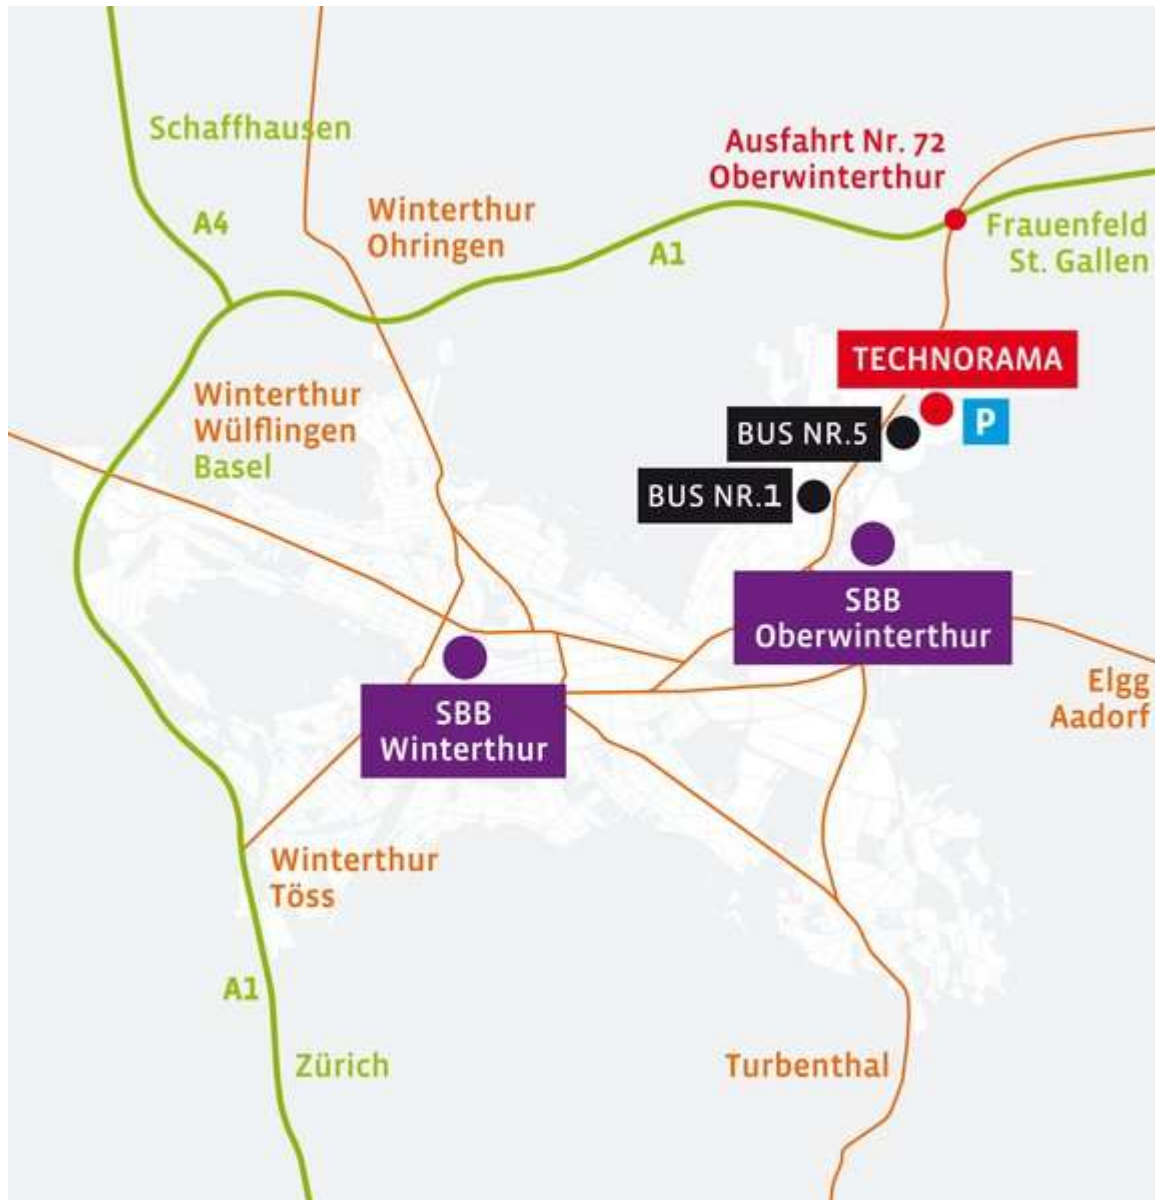 Schaffhausen
Ausfahrt Nr. 72
Oberwinterthur
A4
Winterthur
Ohringen
A1
Frauenfeld
St. Gallen
TECHNORAMA
Winterthur
Wülflingen
Basel
BUS NR.5
P
BUS NR.1
SBB
Oberwinterthur
SBB
Winterthur
Elgg
Aadorf
Winterthur
Töss
A1
Zürich
Turbenthal